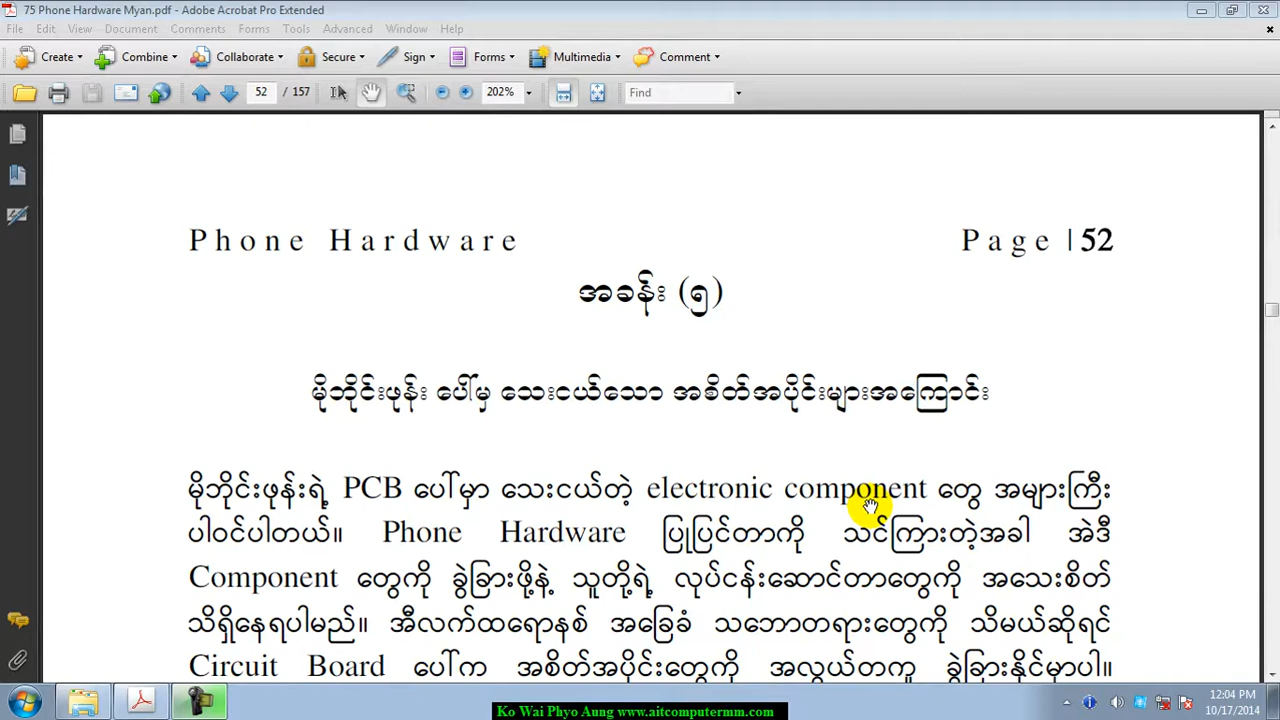 75 Phone Hardware Myan.pdf - Adobe Acrobat Pro Extended
File Edit View Document Comments Forms Tools Advanced Window Help
Create Combine Collaborate Secure Sign Forms Multimedia Comment
52 / 157 202% Find
Phone Hardware Page |52
အခန်း (၅)
မိုဘိုင်းဖုန်း ပေါ်မှ သေးငယ်သော အစိတ်အပိုင်းများအကြောင်း
မိုဘိုင်းဖုန်းရဲ့ PCB ပေါ်မှာ သေးငယ်တဲ့ electronic component တွေ အများကြီး
ပါဝင်ပါတယ်။ Phone Hardware ပြုပြင်တာကို သင်ကြားတဲ့အခါ အဲဒီ
Component တွေကို ခွဲခြားဖို့နဲ့ သူတို့ရဲ့ လုပ်ငန်းဆောင်တာတွေကို အသေးစိတ်
သိရှိနေရပါမည်။ အီလက်ထရောနစ် အခြေခံ သဘောတရားတွေကို သိမယ်ဆိုရင်
Circuit Board ပေါ်က အစိတ်အပိုင်းတွေကို အလွယ်တကူ ခွဲခြားနိုင်မှာပါ။
12:04 PM
10/17/2014
Ko Wai Phyo Aung www.aitcomputermm.com